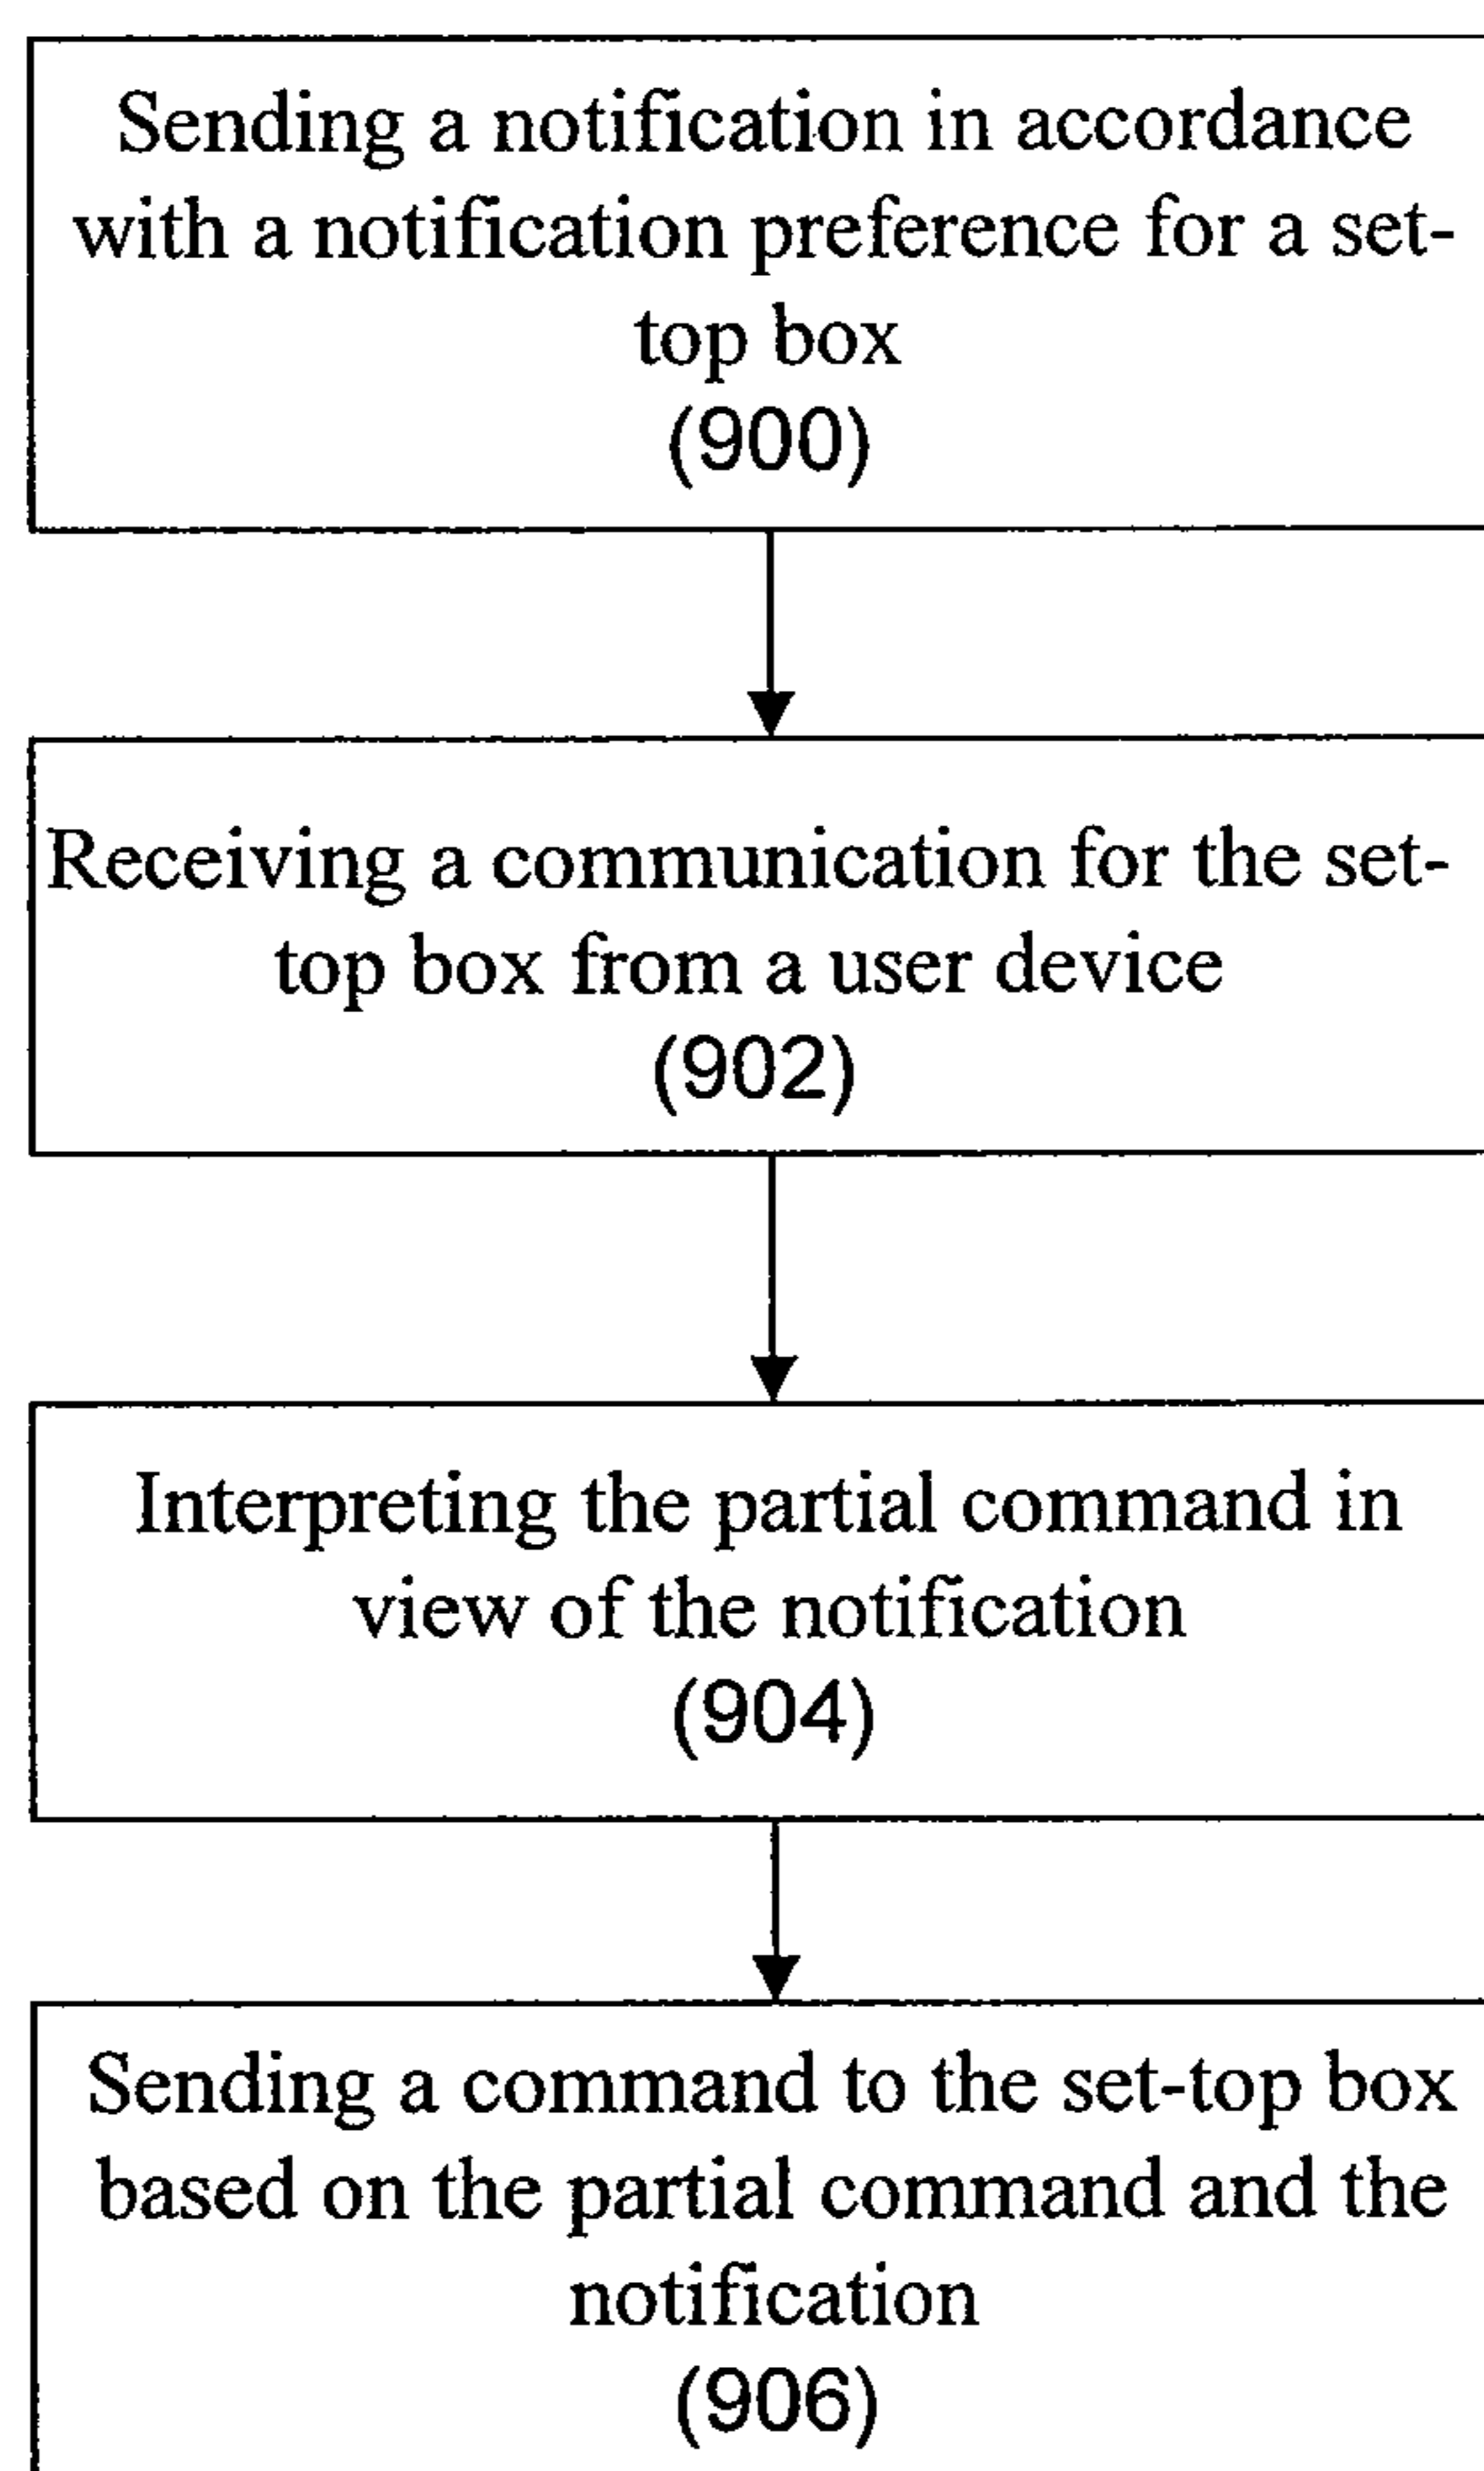 Sending a notification in accordance
with a notification preference for a set-
top box
(900)
Receiving a communication for the set-
top box from a user device
(902)
Interpreting the partial command in
view of the notification
(904)
Sending a command to the set-top box
based on the partial command and the
notification
(906)